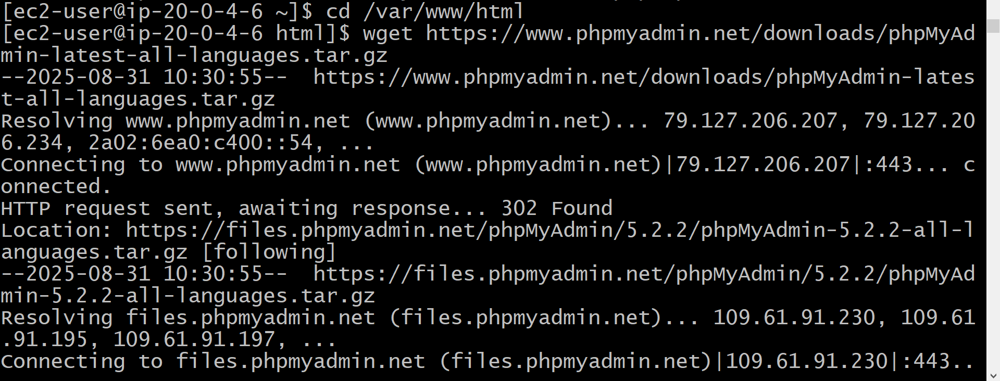 [ec2-user@ip-20-0-4-6 ~]$ cd /var/www/html
[ec2-user@ip-20-0-4-6 html]$ wget https://www.phpmyadmin.net/downloads/phpMyAd
min-latest-all-languages.tar.gz
--2025-08-31 10:30:55--  https://www.phpmyadmin.net/downloads/phpMyAdmin-lates
t-all-languages.tar.gz
Resolving www.phpmyadmin.net (www.phpmyadmin.net)... 79.127.206.207, 79.127.20
6.234, 2a02:6ea0:c400::54, ...
Connecting to www.phpmyadmin.net (www.phpmyadmin.net)|79.127.206.207|:443... c
onnected.
HTTP request sent, awaiting response... 302 Found
Location: https://files.phpmyadmin.net/phpMyAdmin/5.2.2/phpMyAdmin-5.2.2-all-l
anguages.tar.gz [following]
--2025-08-31 10:30:55--  https://files.phpmyadmin.net/phpMyAdmin/5.2.2/phpMyAd
min-5.2.2-all-languages.tar.gz
Resolving files.phpmyadmin.net (files.phpmyadmin.net)... 109.61.91.230, 109.61
.91.195, 109.61.91.197, ...
Connecting to files.phpmyadmin.net (files.phpmyadmin.net)|109.61.91.230|:443..